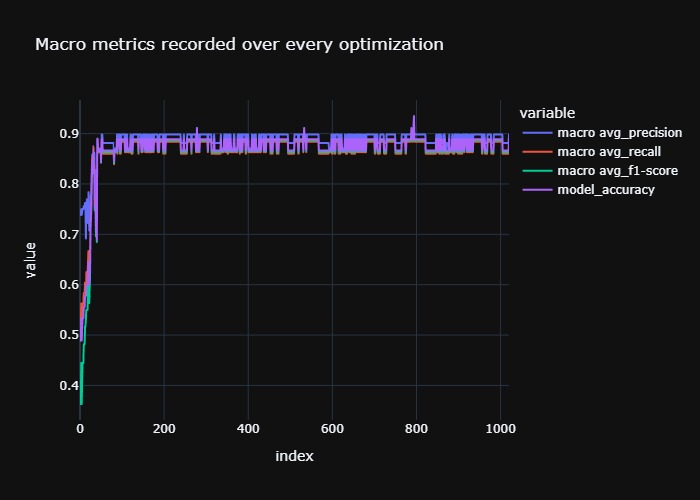 Macro metrics recorded over every optimization
variable
macro avg_precision
macro avg_recall
macro avg_f1-score
model_accuracy
0.9
0.8
0.7
0.6
0.5
0.4
value
0 200 400 600 800 1000
index